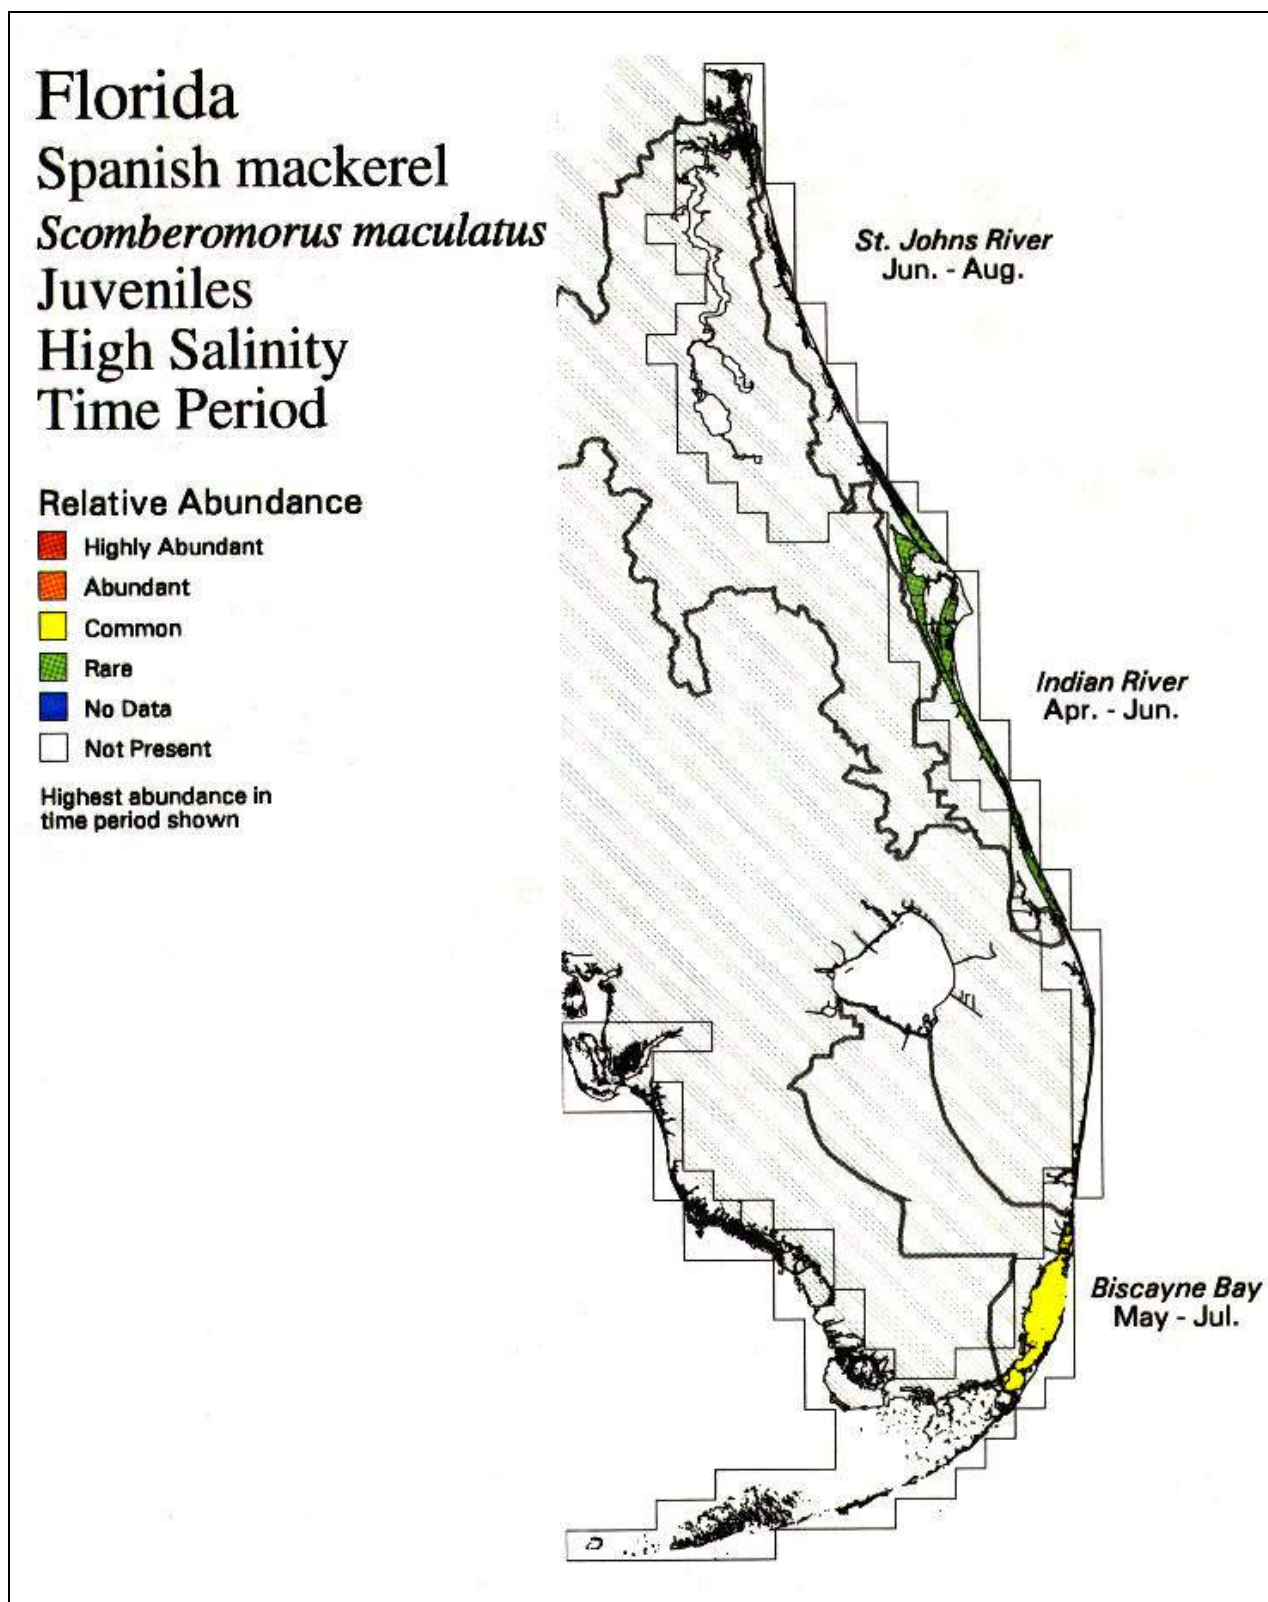 Florida
Spanish mackerel
Scomberomorus maculatus
Juveniles
High Salinity
Time Period
Relative Abundance
Highly Abundant
Abundant
Common
Rare
No Data
Not Present
Highest abundance in
time period shown
St. Johns River
Jun. - Aug.
Indian River
Apr. - Jun.
Biscayne Bay
May - Jul.